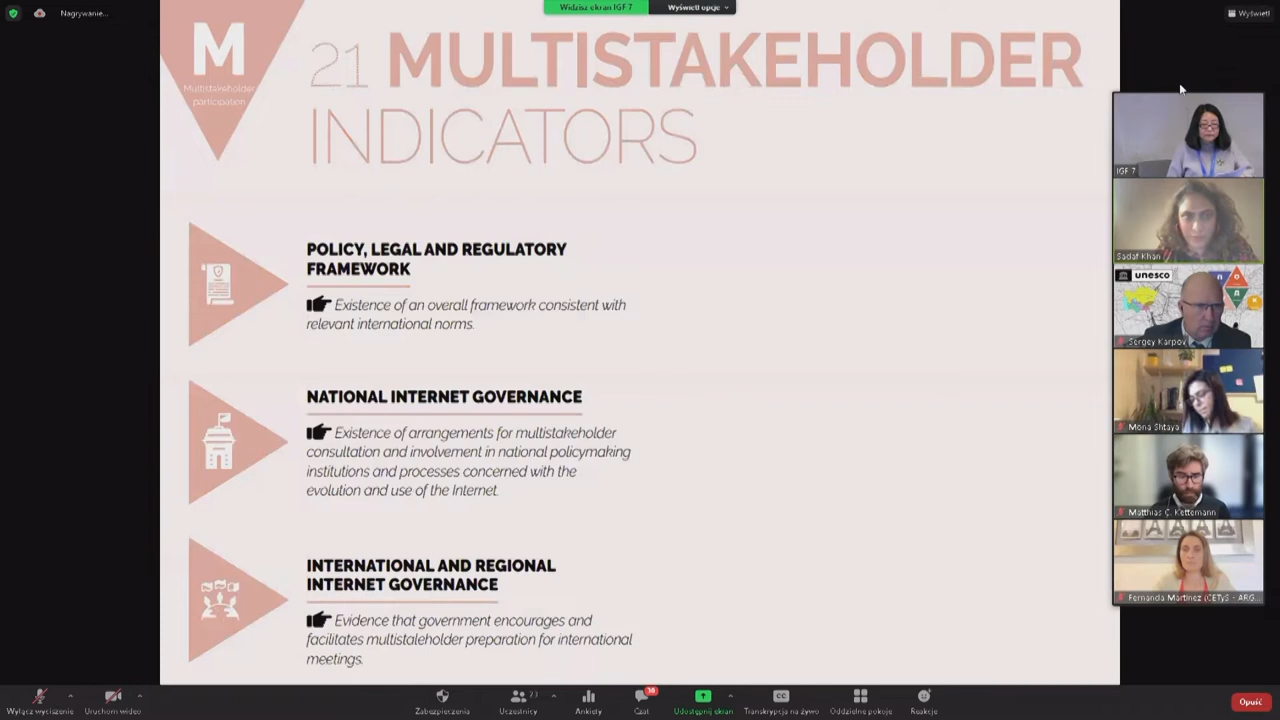 Nagrywanie...
Widzisz ekran IGF 7
Wyświetl opcje
Wyświetl
M
Multistakeholder
participation
21 MULTISTAKEHOLDER
INDICATORS
POLICY, LEGAL AND REGULATORY
FRAMEWORK
Existence of an overall framework consistent with
relevant international norms.
NATIONAL INTERNET GOVERNANCE
Existence of arrangements for multistakeholder
consultation and involvement in national policymaking
institutions and processes concerned with the
evolution and use of the Internet.
INTERNATIONAL AND REGIONAL
INTERNET GOVERNANCE
Evidence that government encourages and
facilitates multistaleholder preparation for international
meetings.
IGF 7
Sadaf Khan
unesco
Sergey Karpov
Mona Shtaya
Matthias C. Kettemann
Fernanda Martinez (CETyS - ARG...
Wyłącz wyciszenie
Uruchom wideo
Zabezpieczenia
Uczestnicy
73
Ankiety
Czat
Udostępnij ekran
Transkrypcja na żywo
Oddzielne pokoje
Reakcje
Opuść